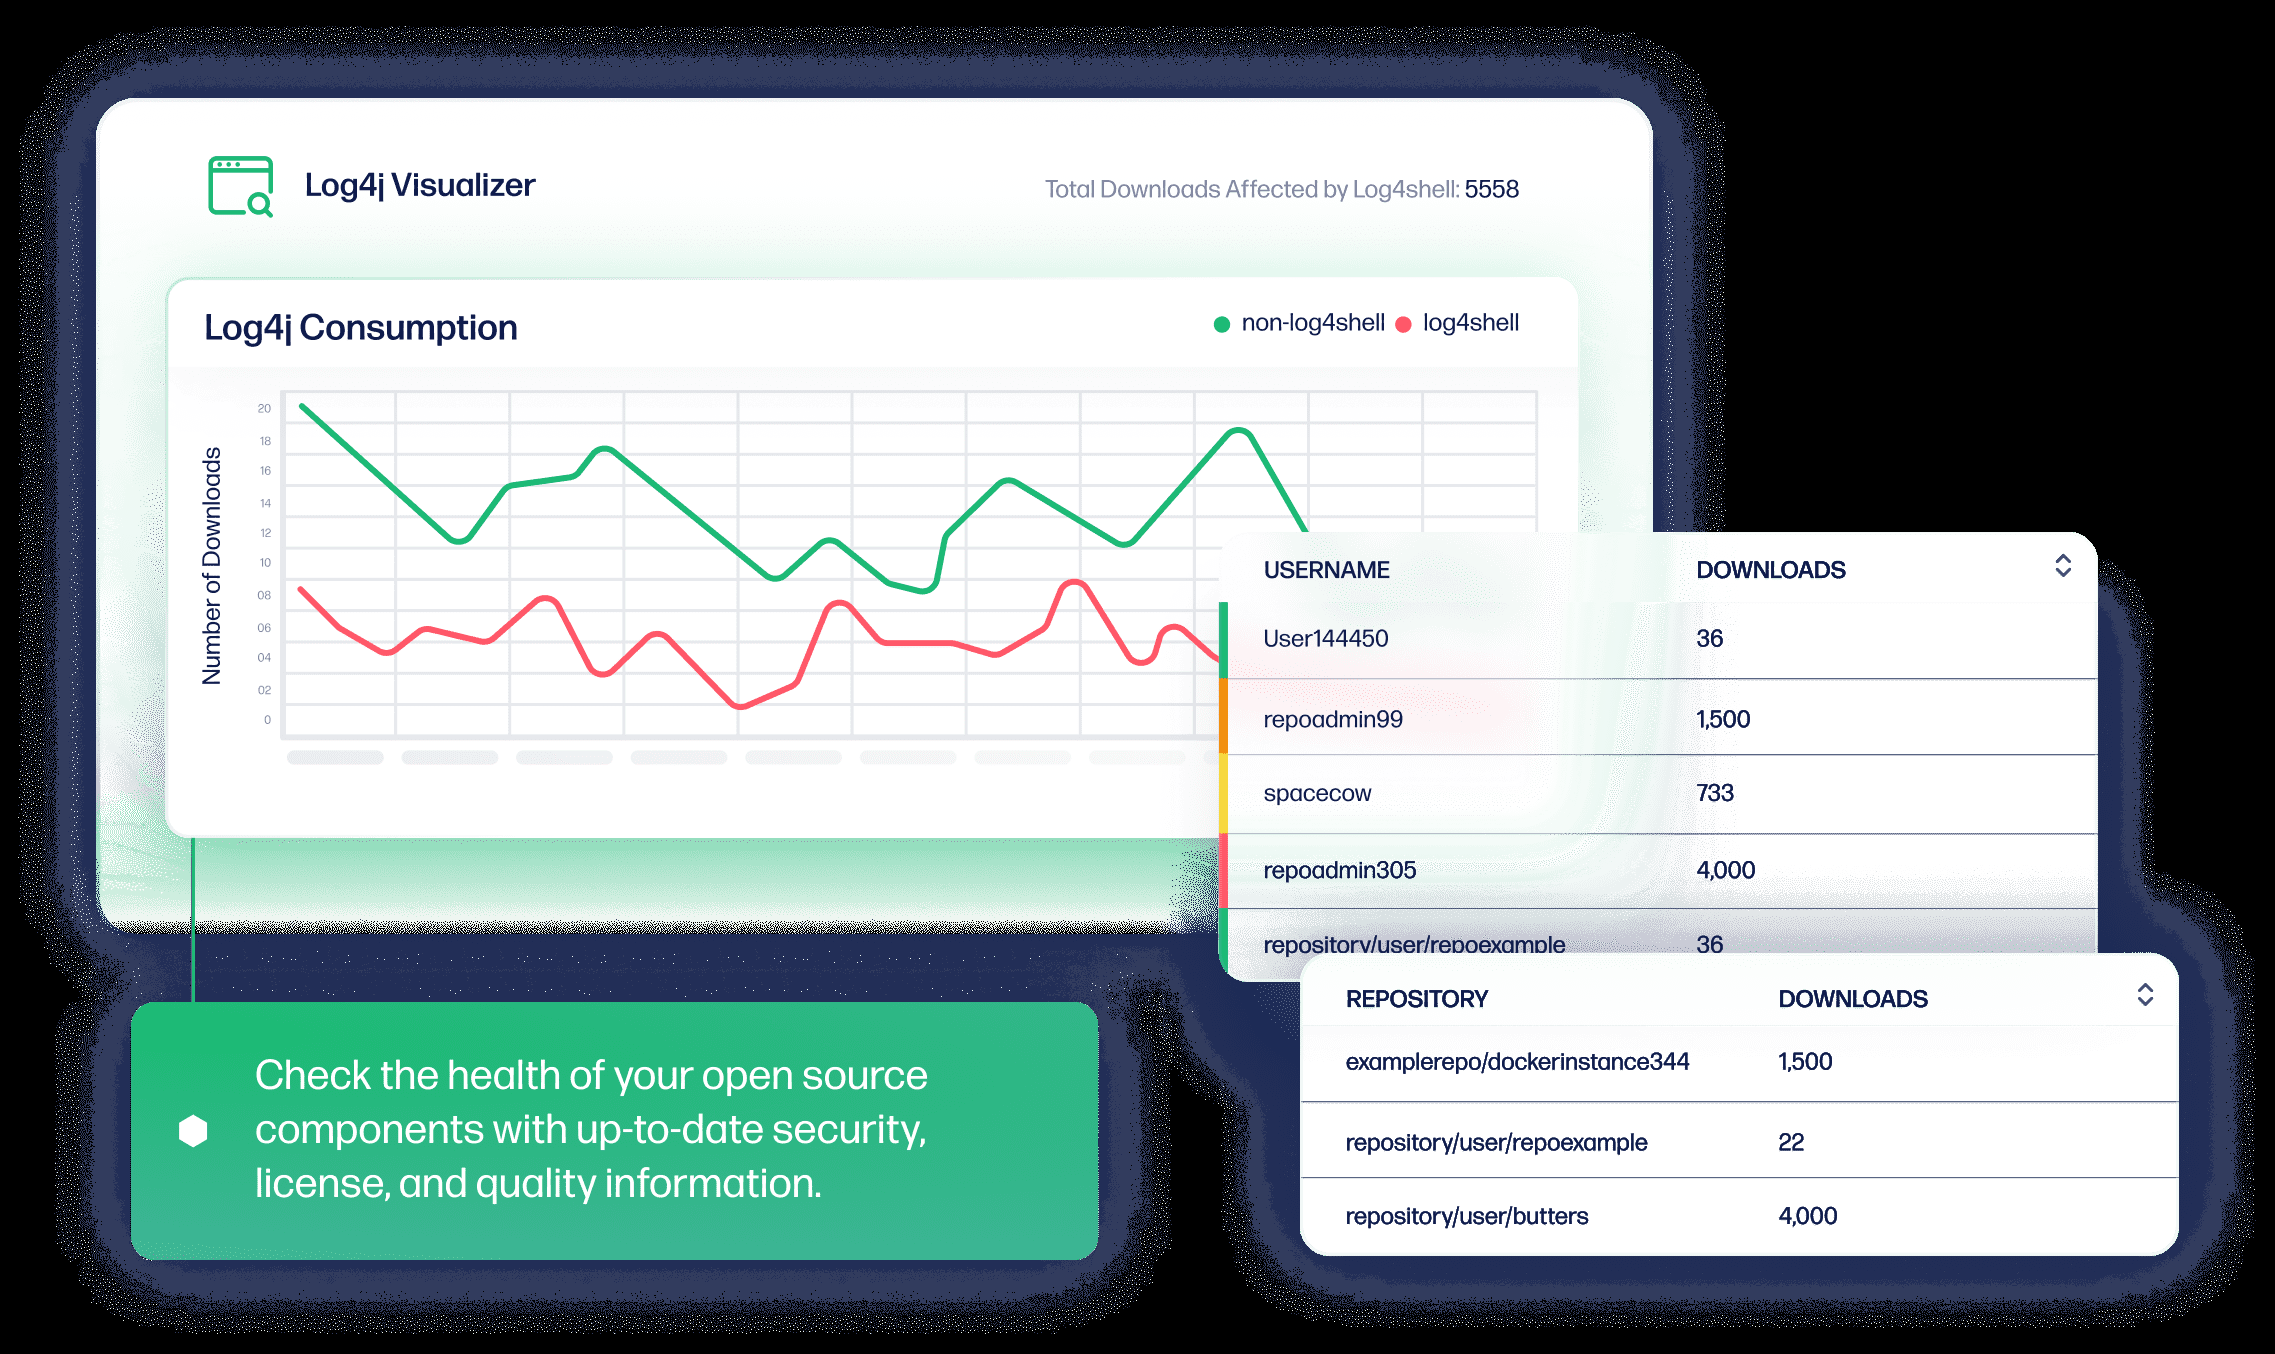 Log4j Visualizer
Total Downloads Affected by Log4shell: 5558
Log4j Consumption
non-log4shell
log4shell
Number of Downloads
20
18
16
14
12
10
08
06
04
02
0
USERNAME DOWNLOADS
User144450 36
repoadmin99 1,500
spacecow 733
repoadmin305 4,000
repository/user/repoexample 36
REPOSITORY DOWNLOADS
examplerepo/dockerinstance344 1,500
repository/user/repoexample 22
repository/user/butters 4,000
Check the health of your open source
components with up-to-date security,
license, and quality information.